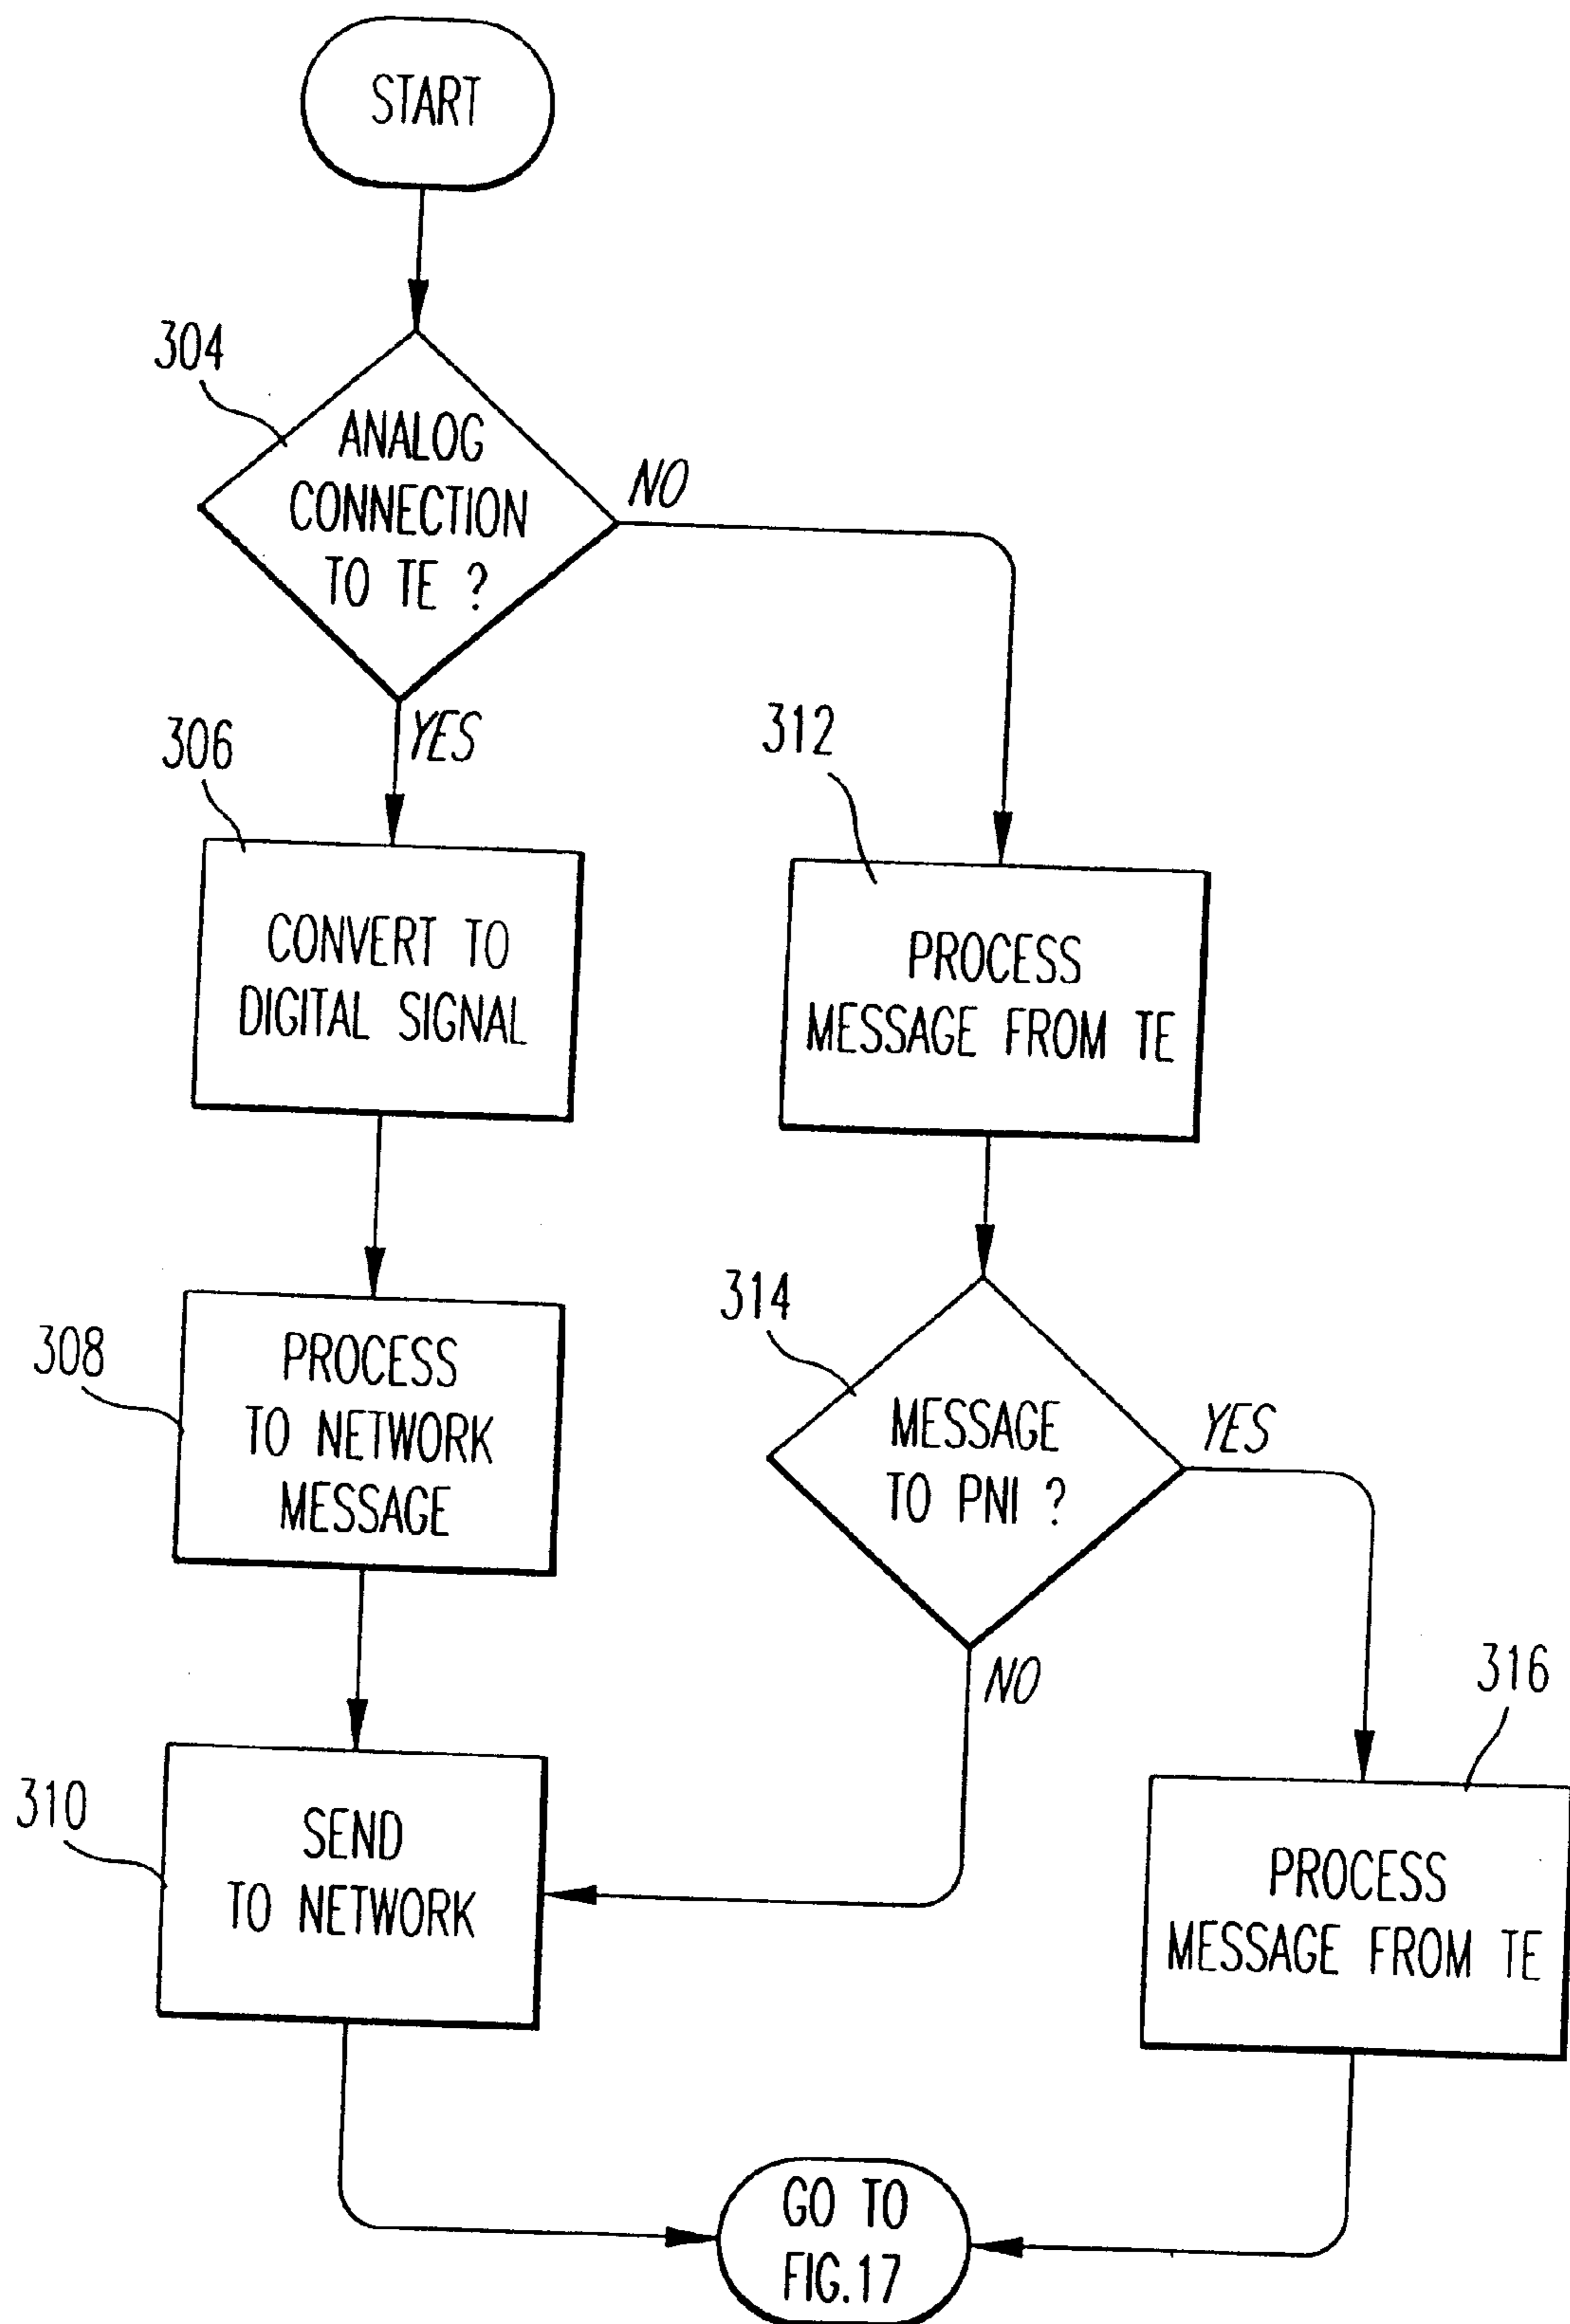 START
304
ANALOG
CONNECTION
TO TE ?
NO
YES
306
CONVERT TO
DIGITAL SIGNAL
312
PROCESS
MESSAGE FROM TE
308
PROCESS
TO NETWORK
MESSAGE
314
MESSAGE
TO PNI ?
YES
NO
310
SEND
TO NETWORK
316
PROCESS
MESSAGE FROM TE
GO TO
FIG.17